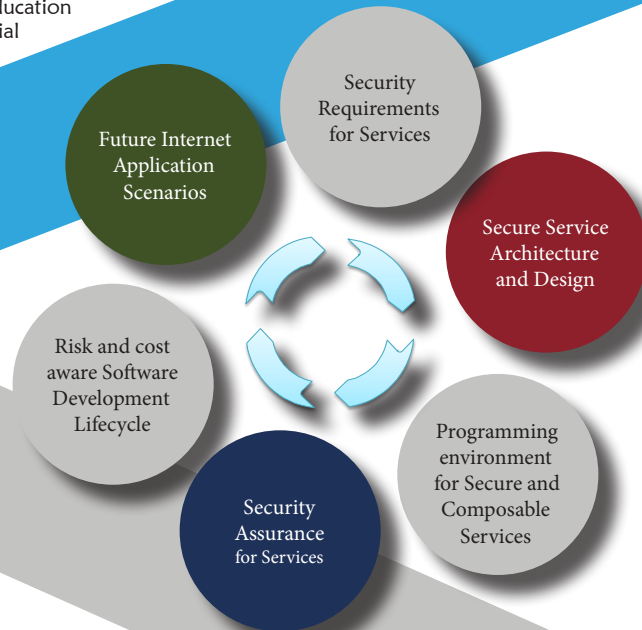 ial
Security
Requirements
for Services
Future Internet
Application
Scenarios
Secure Service
Architecture
and Design
Risk and cost
aware Software
Development
Lifecycle
Programming
environment
for Secure and
Composable
Services
Security
Assurance
for Services